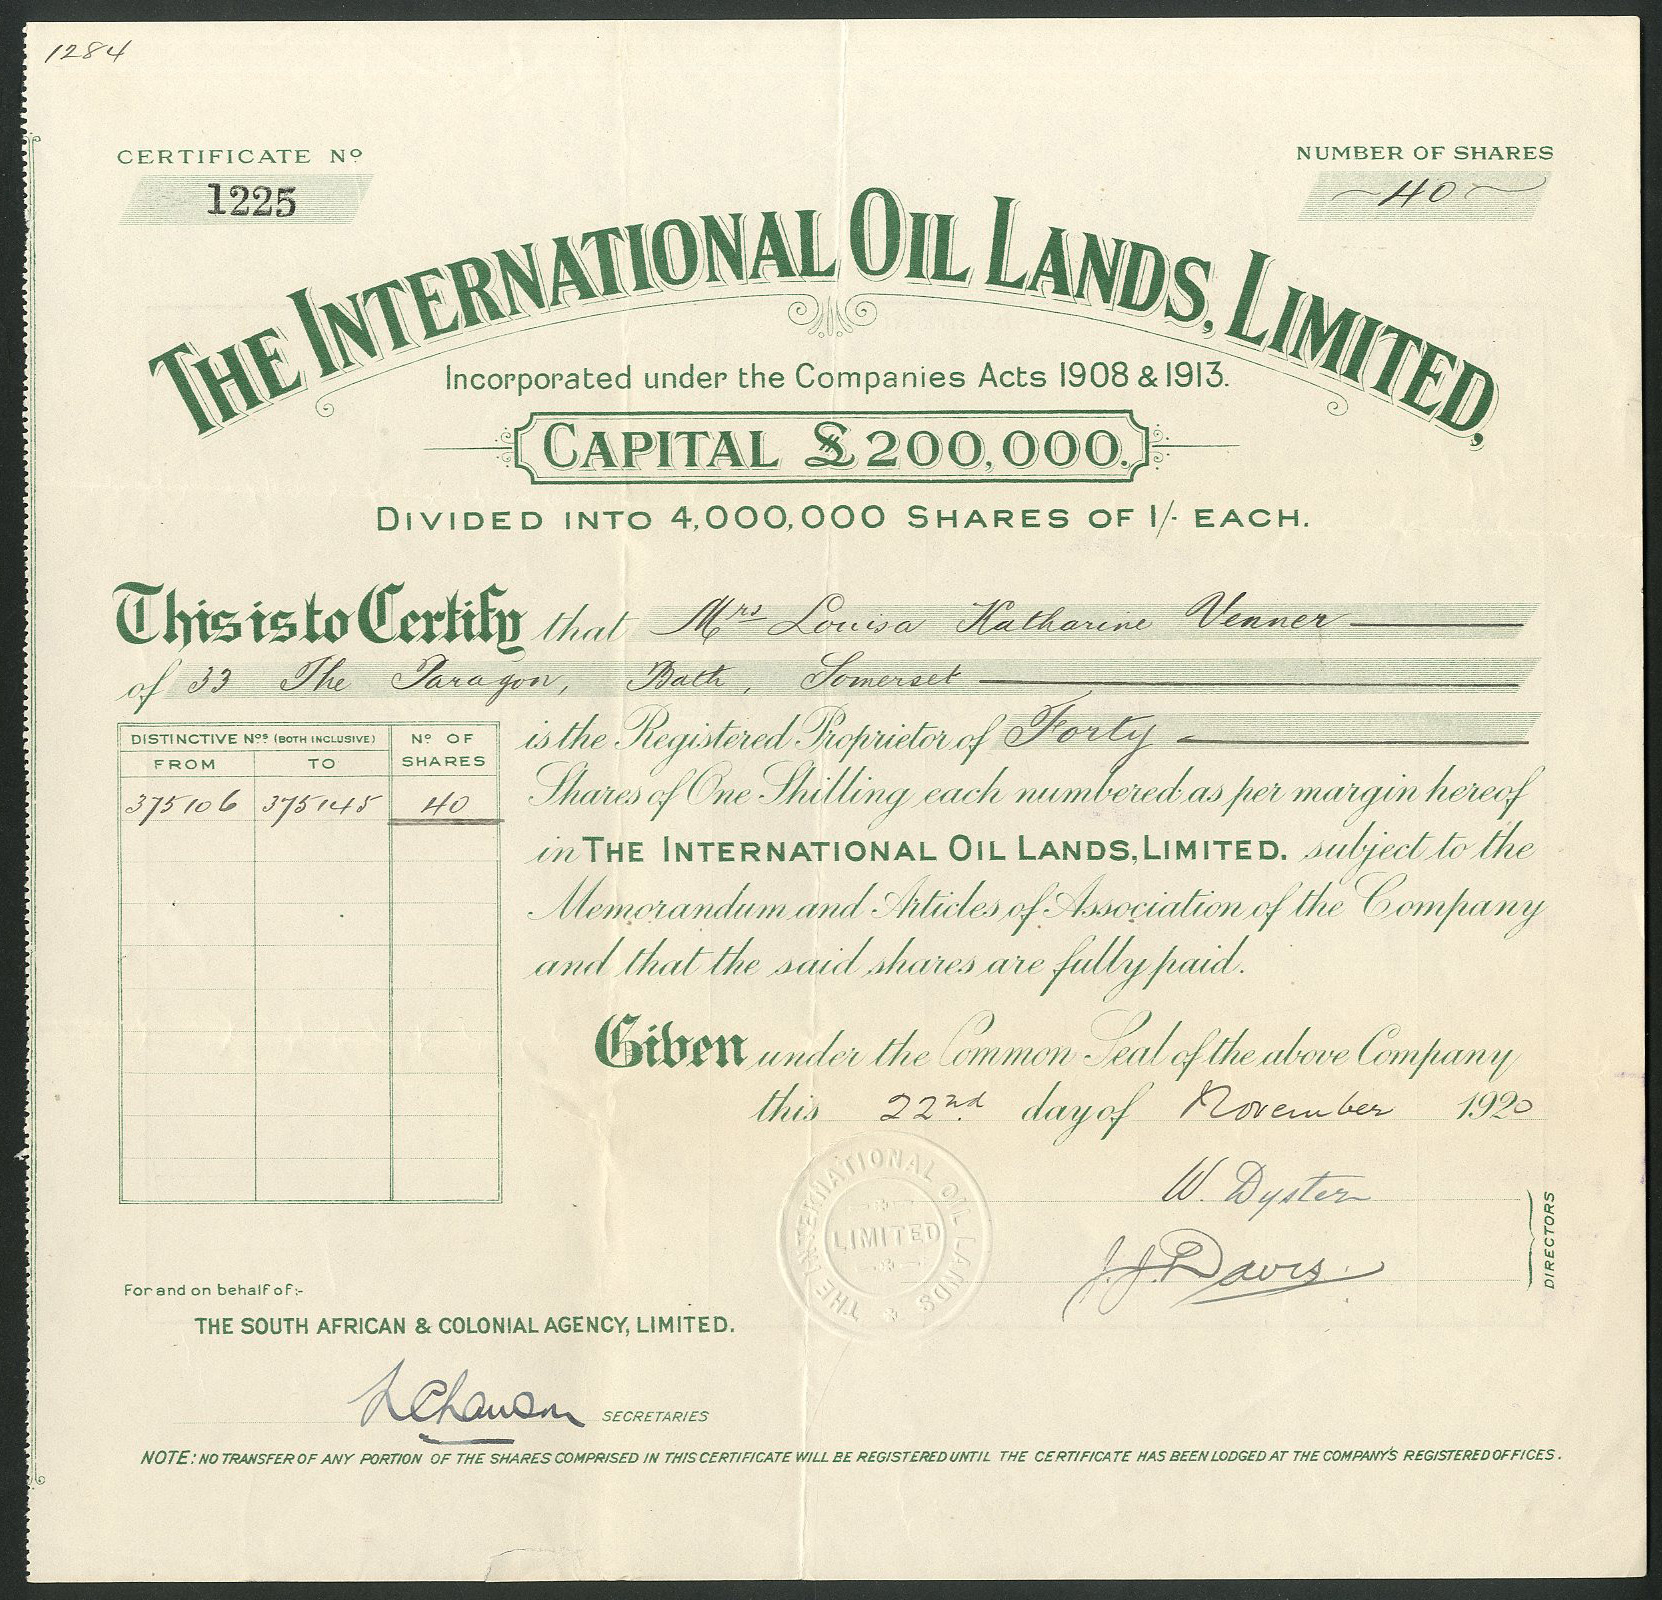 1284
CERTIFICATE Nº
1225
NUMBER OF SHARES
40
THE INTERNATIONAL OIL LANDS, LIMITED,
Incorporated under the Companies Acts 1908 & 1913.
CAPITAL £200,000.
DIVIDED INTO 4,000,000 SHARES OF 1/- EACH.
This is to Certify that Mrs Louisa Katharine Venner
of 33 The Paragon, Bath, Somerset
DISTINCTIVE Nos (BOTH INCLUSIVE) Nº OF SHARES
FROM TO
375106 375145 40
is the Registered Proprietor of Forty
Shares of One Shilling each numbered as per margin hereof
in THE INTERNATIONAL OIL LANDS, LIMITED. subject to the
Memorandum and Articles of Association of the Company
and that the said shares are fully paid.
Given under the Common Seal of the above Company
this 22nd day of November 1920
THE INTERNATIONAL OIL LANDS
LIMITED
W. Dyster
J. J. Davis.
DIRECTORS
For and on behalf of:-
THE SOUTH AFRICAN & COLONIAL AGENCY, LIMITED.
SECRETARIES
NOTE: NO TRANSFER OF ANY PORTION OF THE SHARES COMPRISED IN THIS CERTIFICATE WILL BE REGISTERED UNTIL THE CERTIFICATE HAS BEEN LODGED AT THE COMPANY'S REGISTERED OFFICES.